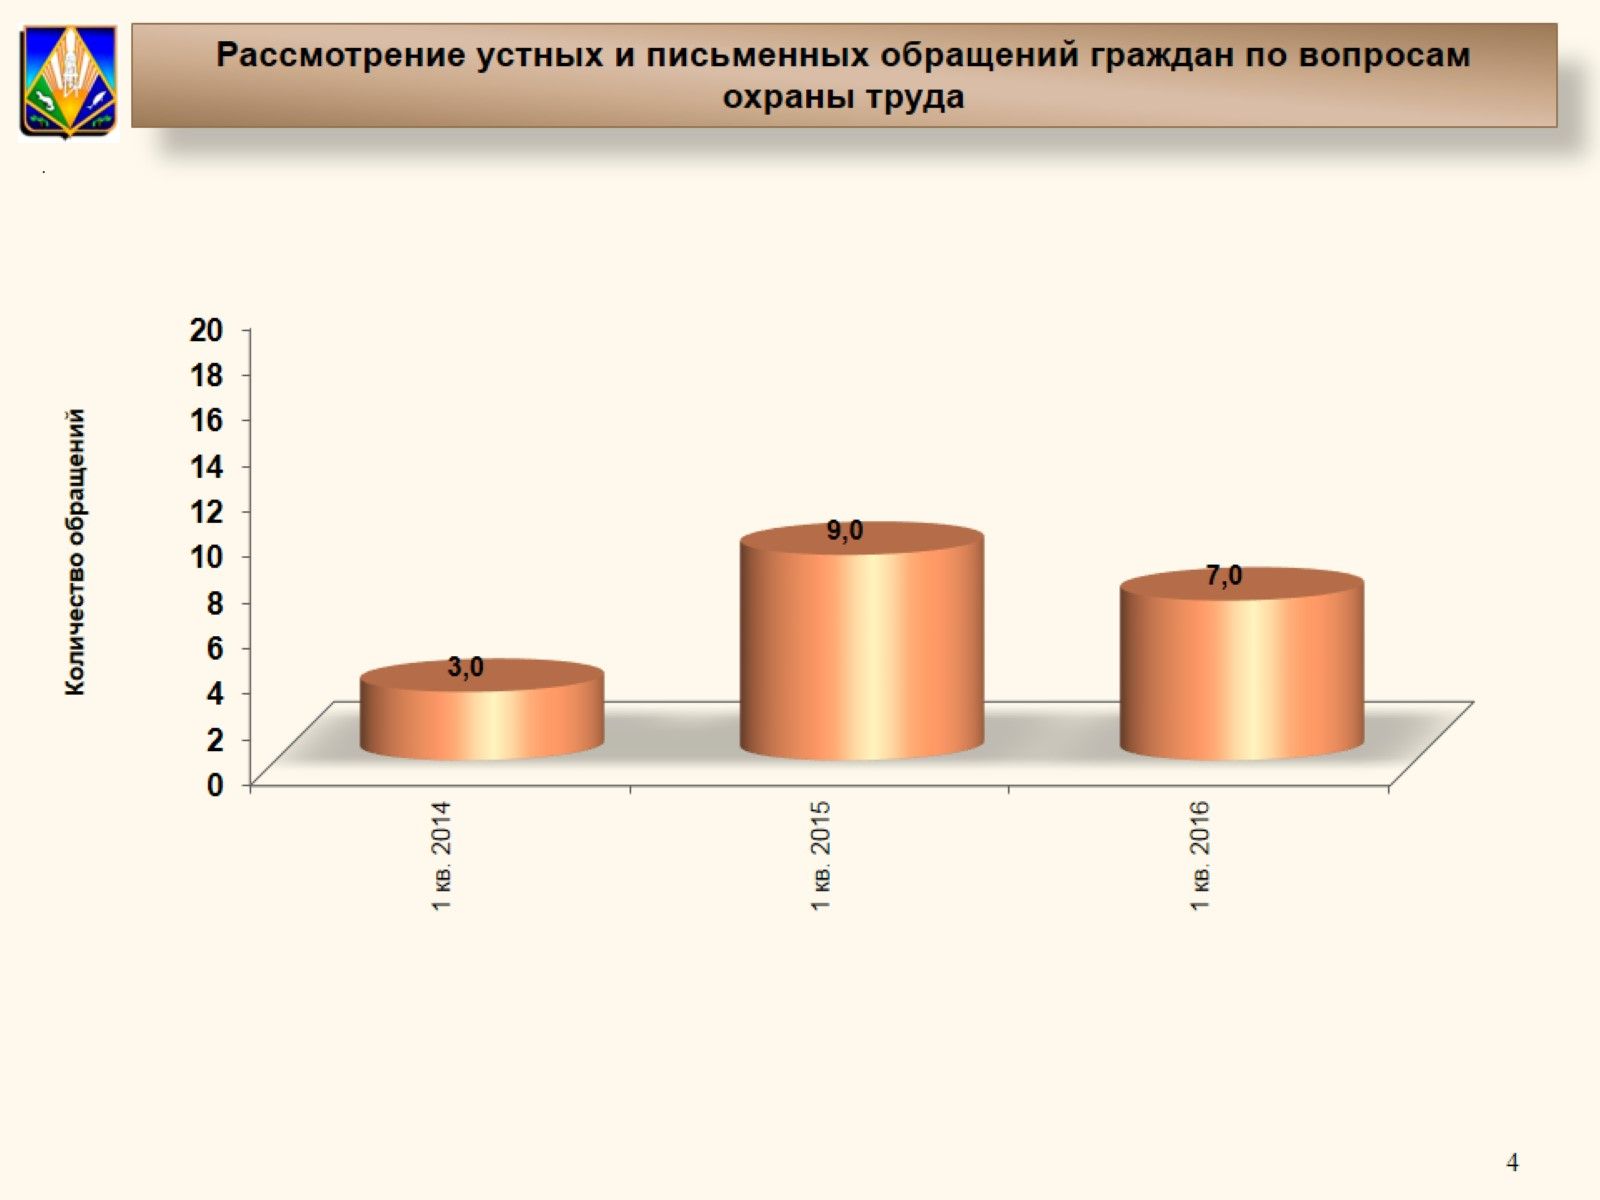 Рассмотрение устных и письменных обращений граждан по вопросам
охраны труда
.
Количество обращений
20
18
16
14
12
10
8
6
4
2
0
3,0
9,0
7,0
1 кв. 2014
1 кв. 2015
1 кв. 2016
4